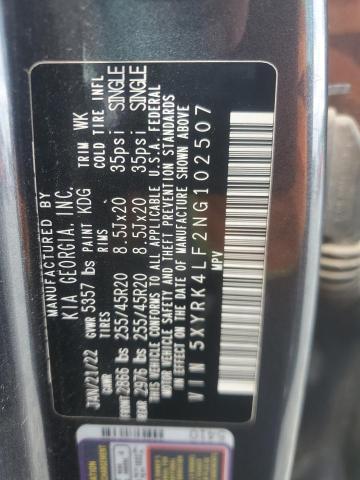 MANUFACTURED BY
KIA GEORGIA, INC.
JAN/21/22 GVWR 5357 lbs PAINT KDG TRIM WK
GAWR TIRES RIMS COLD TIRE INFL
FRONT 2866 lbs 255/45R20 8.5Jx20 35psi SINGLE
REAR 2976 lbs 255/45R20 8.5Jx20 35psi SINGLE
THIS VEHICLE CONFORMS TO ALL APPLICABLE U.S.A. FEDERAL
MOTOR VEHICLE SAFETY, BUMPER, AND THEFT PREVENTION STANDARDS
IN EFFECT ON THE DATE OF MANUFACTURE SHOWN ABOVE.
VIN 5XYRK4LF2NG102507
MPV
5410